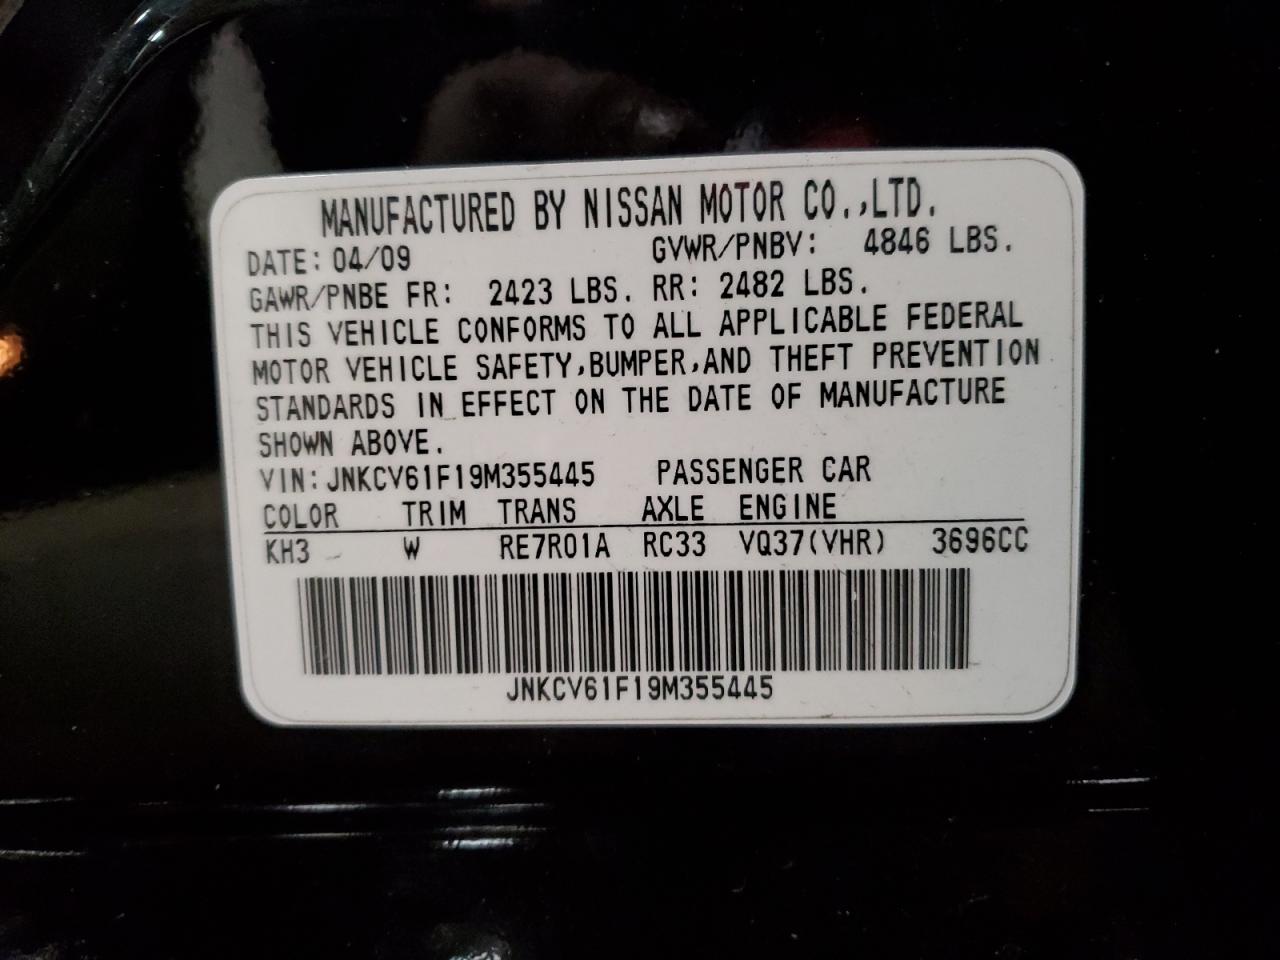 MANUFACTURED BY NISSAN MOTOR CO.,LTD.
DATE: 04/09 GVWR/PNBV: 4846 LBS.
GAWR/PNBE FR: 2423 LBS. RR: 2482 LBS.
THIS VEHICLE CONFORMS TO ALL APPLICABLE FEDERAL
MOTOR VEHICLE SAFETY,BUMPER,AND THEFT PREVENTION
STANDARDS IN EFFECT ON THE DATE OF MANUFACTURE
SHOWN ABOVE.
VIN:JNKCV61F19M355445 PASSENGER CAR
COLOR TRIM TRANS AXLE ENGINE
KH3 W RE7R01A RC33 VQ37(VHR) 3696CC
JNKCV61F19M355445